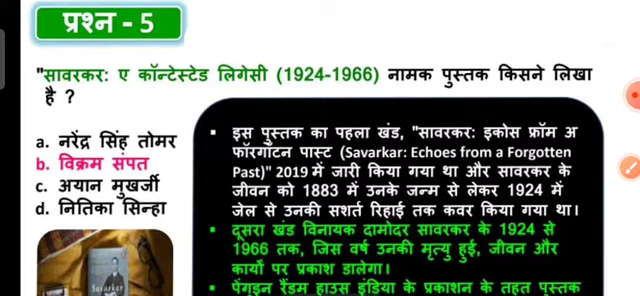 प्रश्न - 5
"सावरकर: ए कॉन्टेस्टेड लिगेसी (1924-1966) नामक पुस्तक किसने लिखा
है ?
a. नरेंद्र सिंह तोमर
b. विक्रम संपत
c. अयान मुखर्जी
d. नितिका सिन्हा
▪ इस पुस्तक का पहला खंड, "सावरकर: इकोस फ्रॉम अ
फॉरगॉटन पास्ट (Savarkar: Echoes from a Forgotten
Past)" 2019 में जारी किया गया था और सावरकर के
जीवन को 1883 में उनके जन्म से लेकर 1924 में
जेल से उनकी सशर्त रिहाई तक कवर किया गया था।
▪ दूसरा खंड विनायक दामोदर सावरकर के 1924 से
1966 तक, जिस वर्ष उनकी मृत्यु हुई, जीवन और
कार्यों पर प्रकाश डालेगा।
▪ पेंगुइन रैंडम हाउस इंडिया के प्रकाशन के तहत पुस्तक
Savarkar